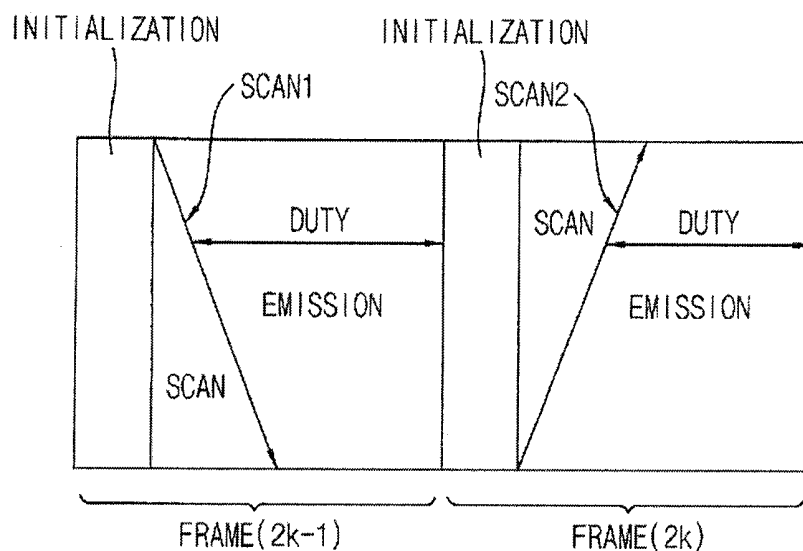 INITIALIZATION
INITIALIZATION
SCAN1
SCAN2
DUTY
SCAN
DUTY
EMISSION
EMISSION
SCAN
FRAME(2k-1)
FRAME(2k)